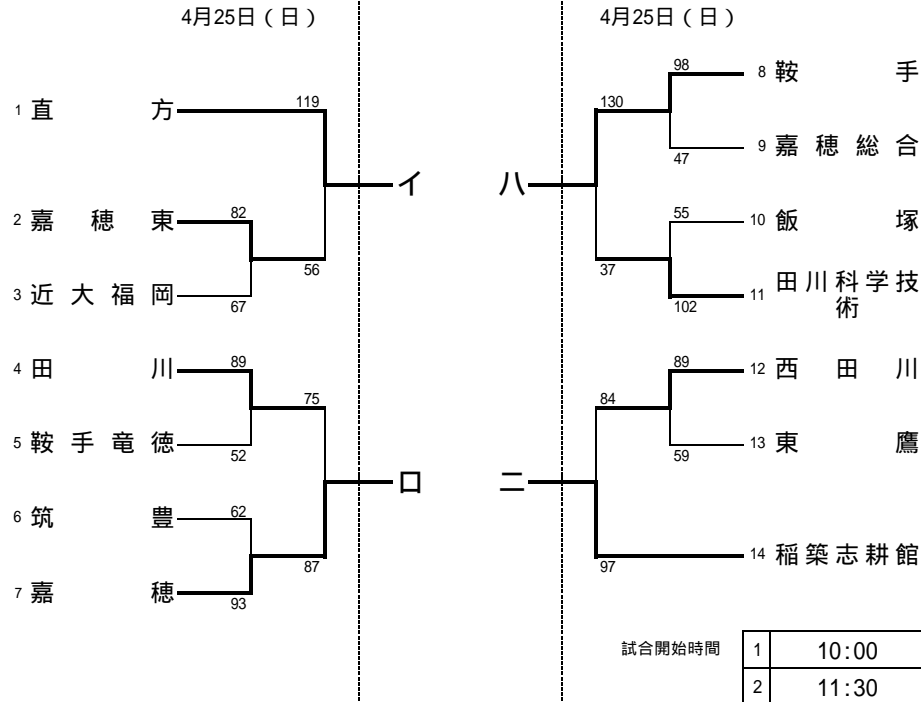 4月25日（日）
4月25日（日）
1 直方 119
2 嘉穂東 82
56
3 近大福岡 67
イ
4 田川 89
75
5 鞍手竜徳 52
ロ
6 筑豊 62
87
7 嘉穂 93
98 8 鞍手
130
47 9 嘉穂総合
ハ
55 10 飯塚
37
102 11 田川科学技
術
89 12 西田川
84
59 13 東鷹
ニ
97 14 稲築志耕館
試合開始時間 1 10:00
2 11:30